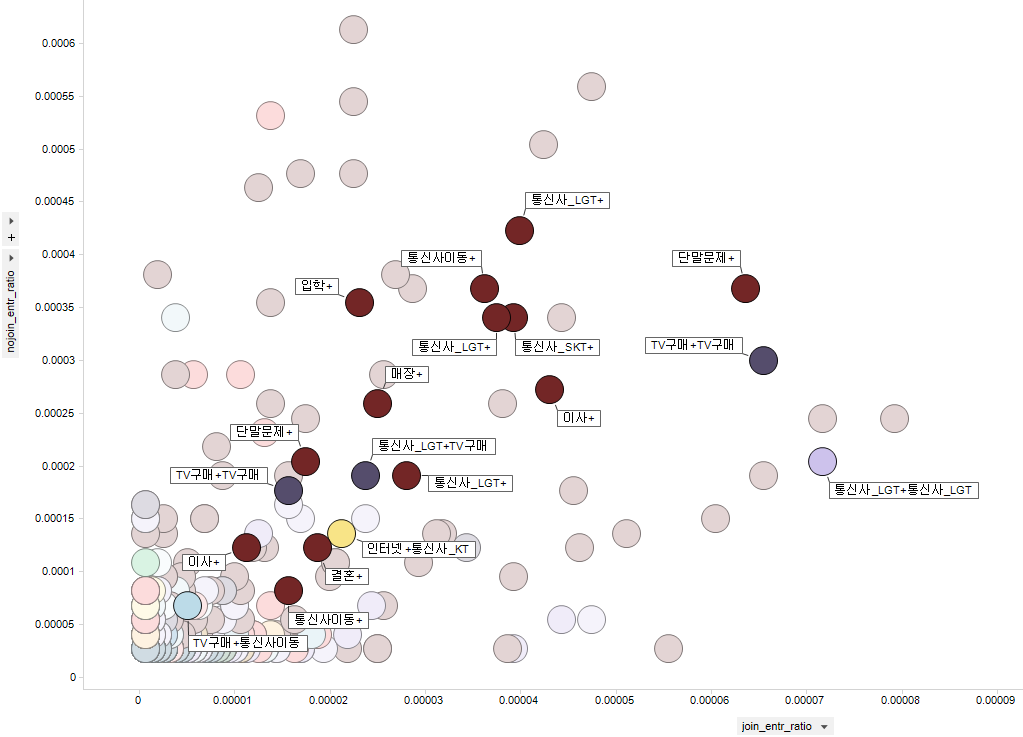 0.0006
0.00055
0.0005
0.00045
0.0004
0.00035
0.0003
0.00025
0.0002
0.00015
0.0001
0.00005
0
+
nojoin_entr_ratio
통신사_LGT+
통신사이동+
단말문제+
입학+
통신사_LGT+
통신사_SKT+
TV구매+TV구매
매장+
이사+
단말문제+
통신사_LGT+TV구매
TV구매+TV구매
통신사_LGT+
통신사_LGT+통신사_LGT
인터넷+통신사_KT
이사+
결혼+
통신사이동+
TV구매+통신사이동
0
0.00001
0.00002
0.00003
0.00004
0.00005
0.00006
0.00007
0.00008
0.00009
join_entr_ratio